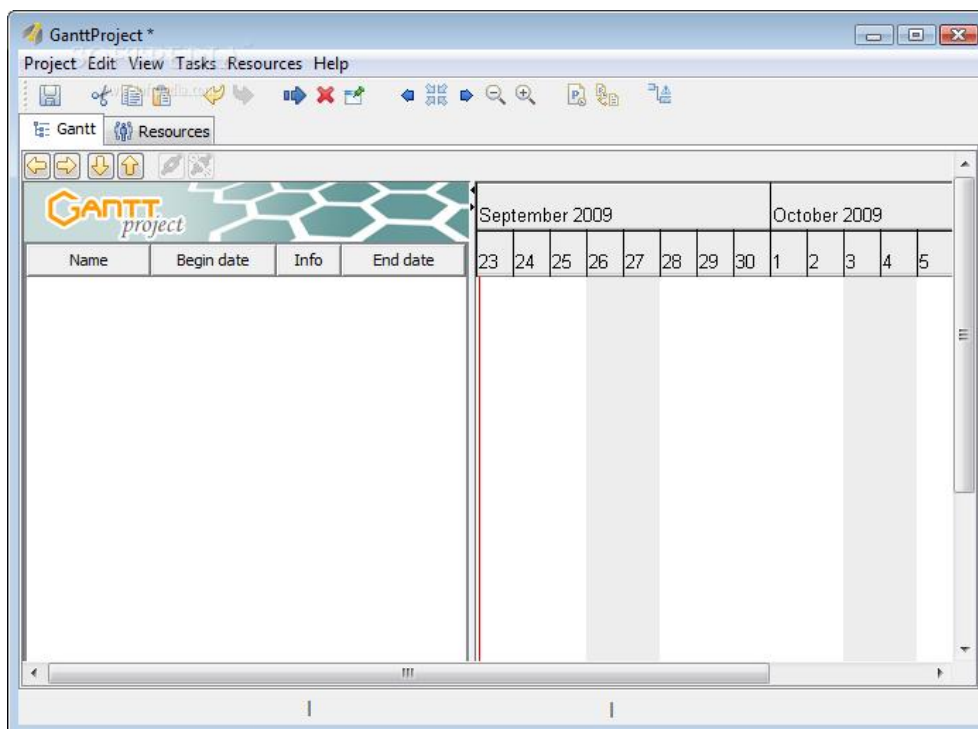 GanttProject *
Project Edit View Tasks Resources Help
Gantt Resources
GANTT project
September 2009 October 2009
Name Begin date Info End date 23 24 25 26 27 28 29 30 1 2 3 4 5